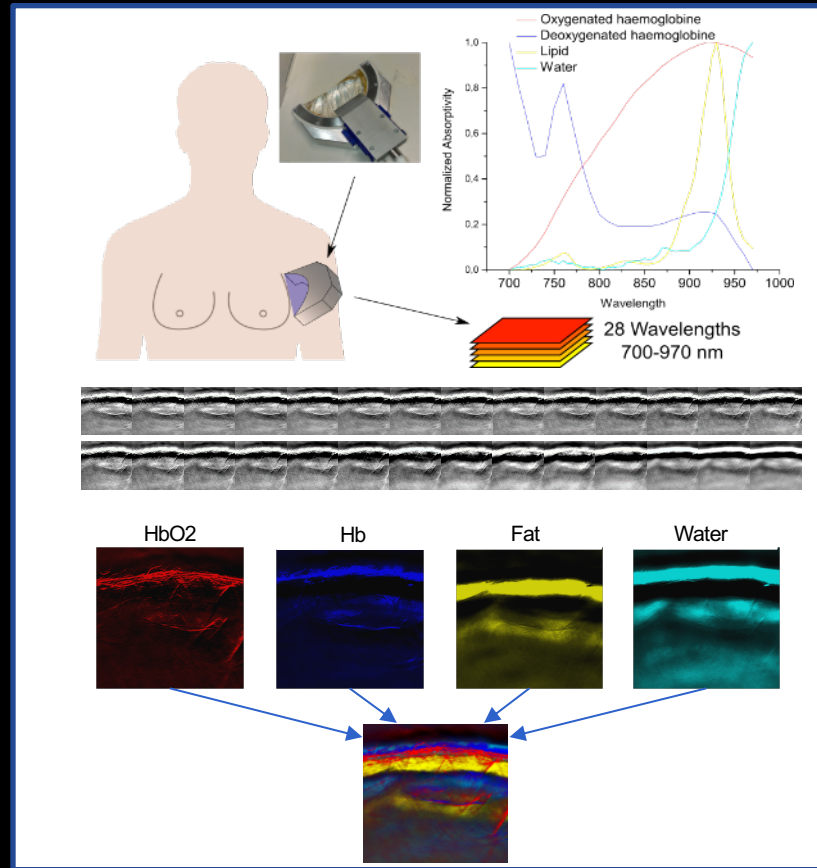 Oxygenated haemoglobine
Deoxygenated haemoglobine
Lipid
Water
1,0
0,8
0,6
0,4
0,2
0,0
Normalized Absorptivity
700 750 800 850 900 925 1000
Wavelength
28 Wavelengths
700-970 nm
HbO2 Hb Fat Water